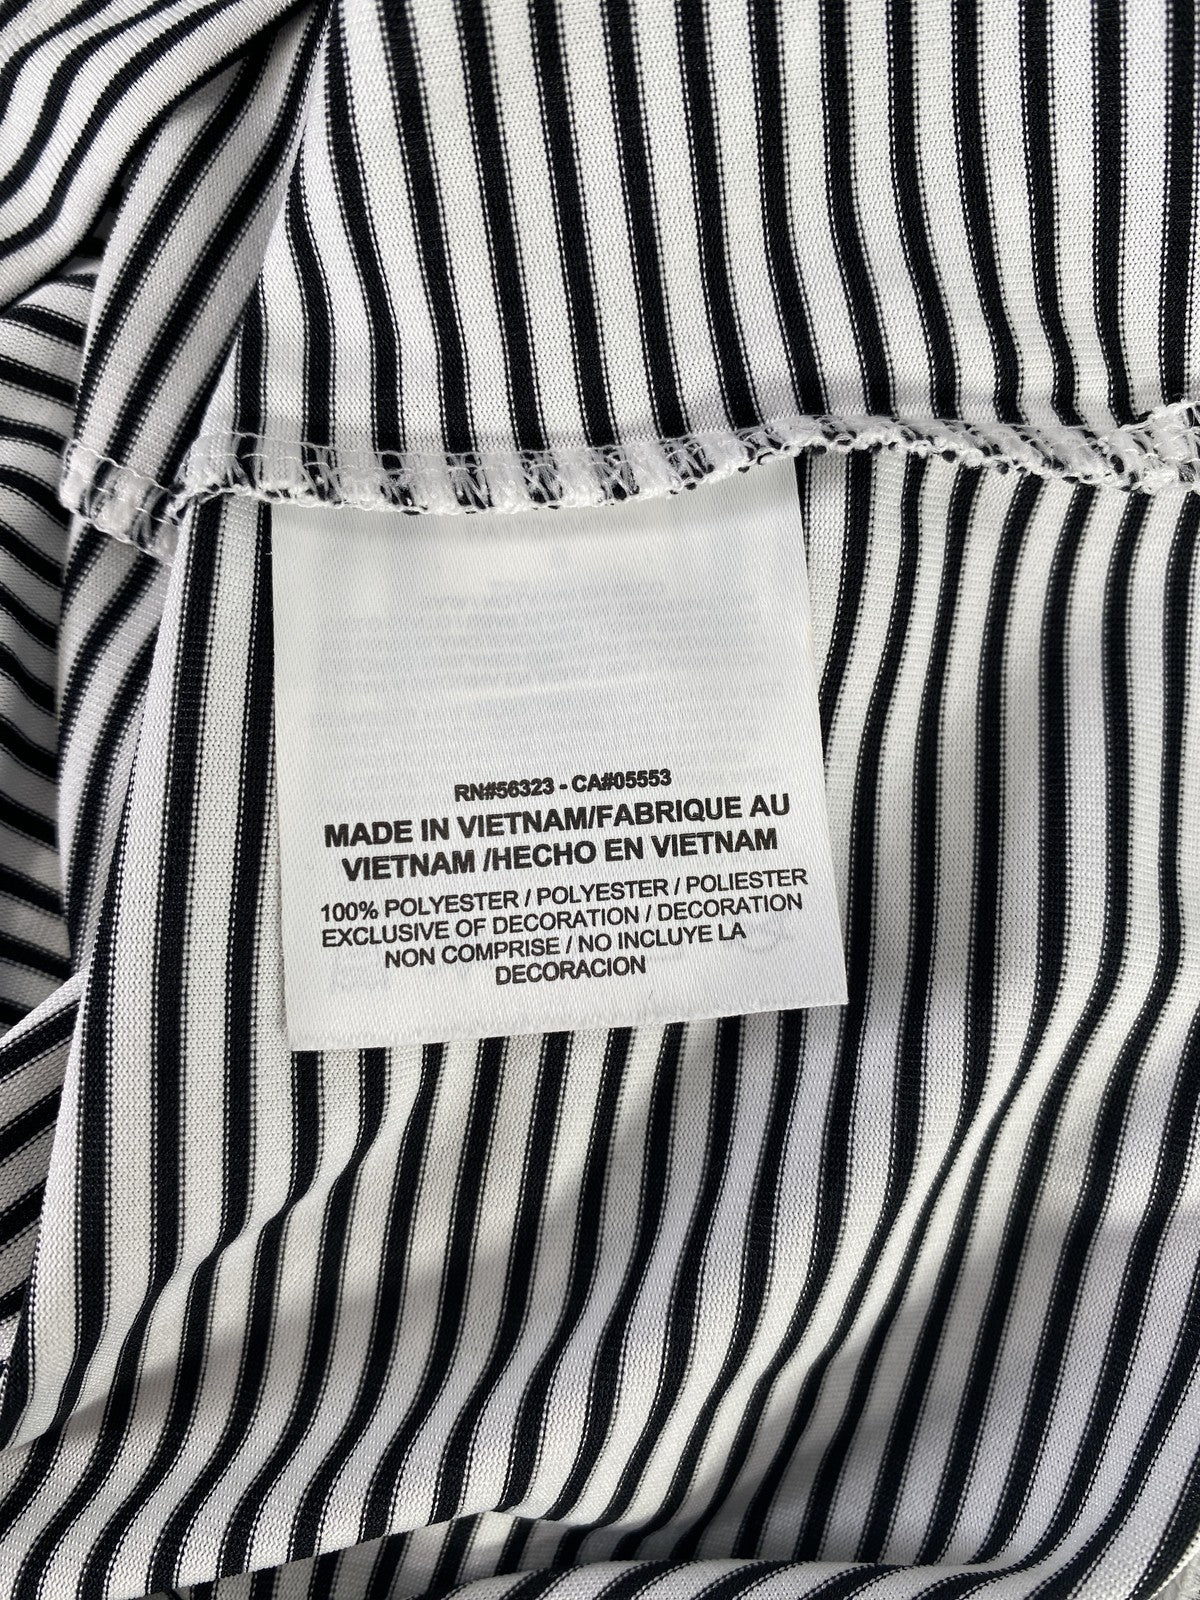 RN#56323 - CA#05553
MADE IN VIETNAM/FABRIQUE AU
VIETNAM /HECHO EN VIETNAM
100% POLYESTER / POLYESTER / POLIESTER
EXCLUSIVE OF DECORATION / DECORATION
NON COMPRISE / NO INCLUYE LA
DECORACION